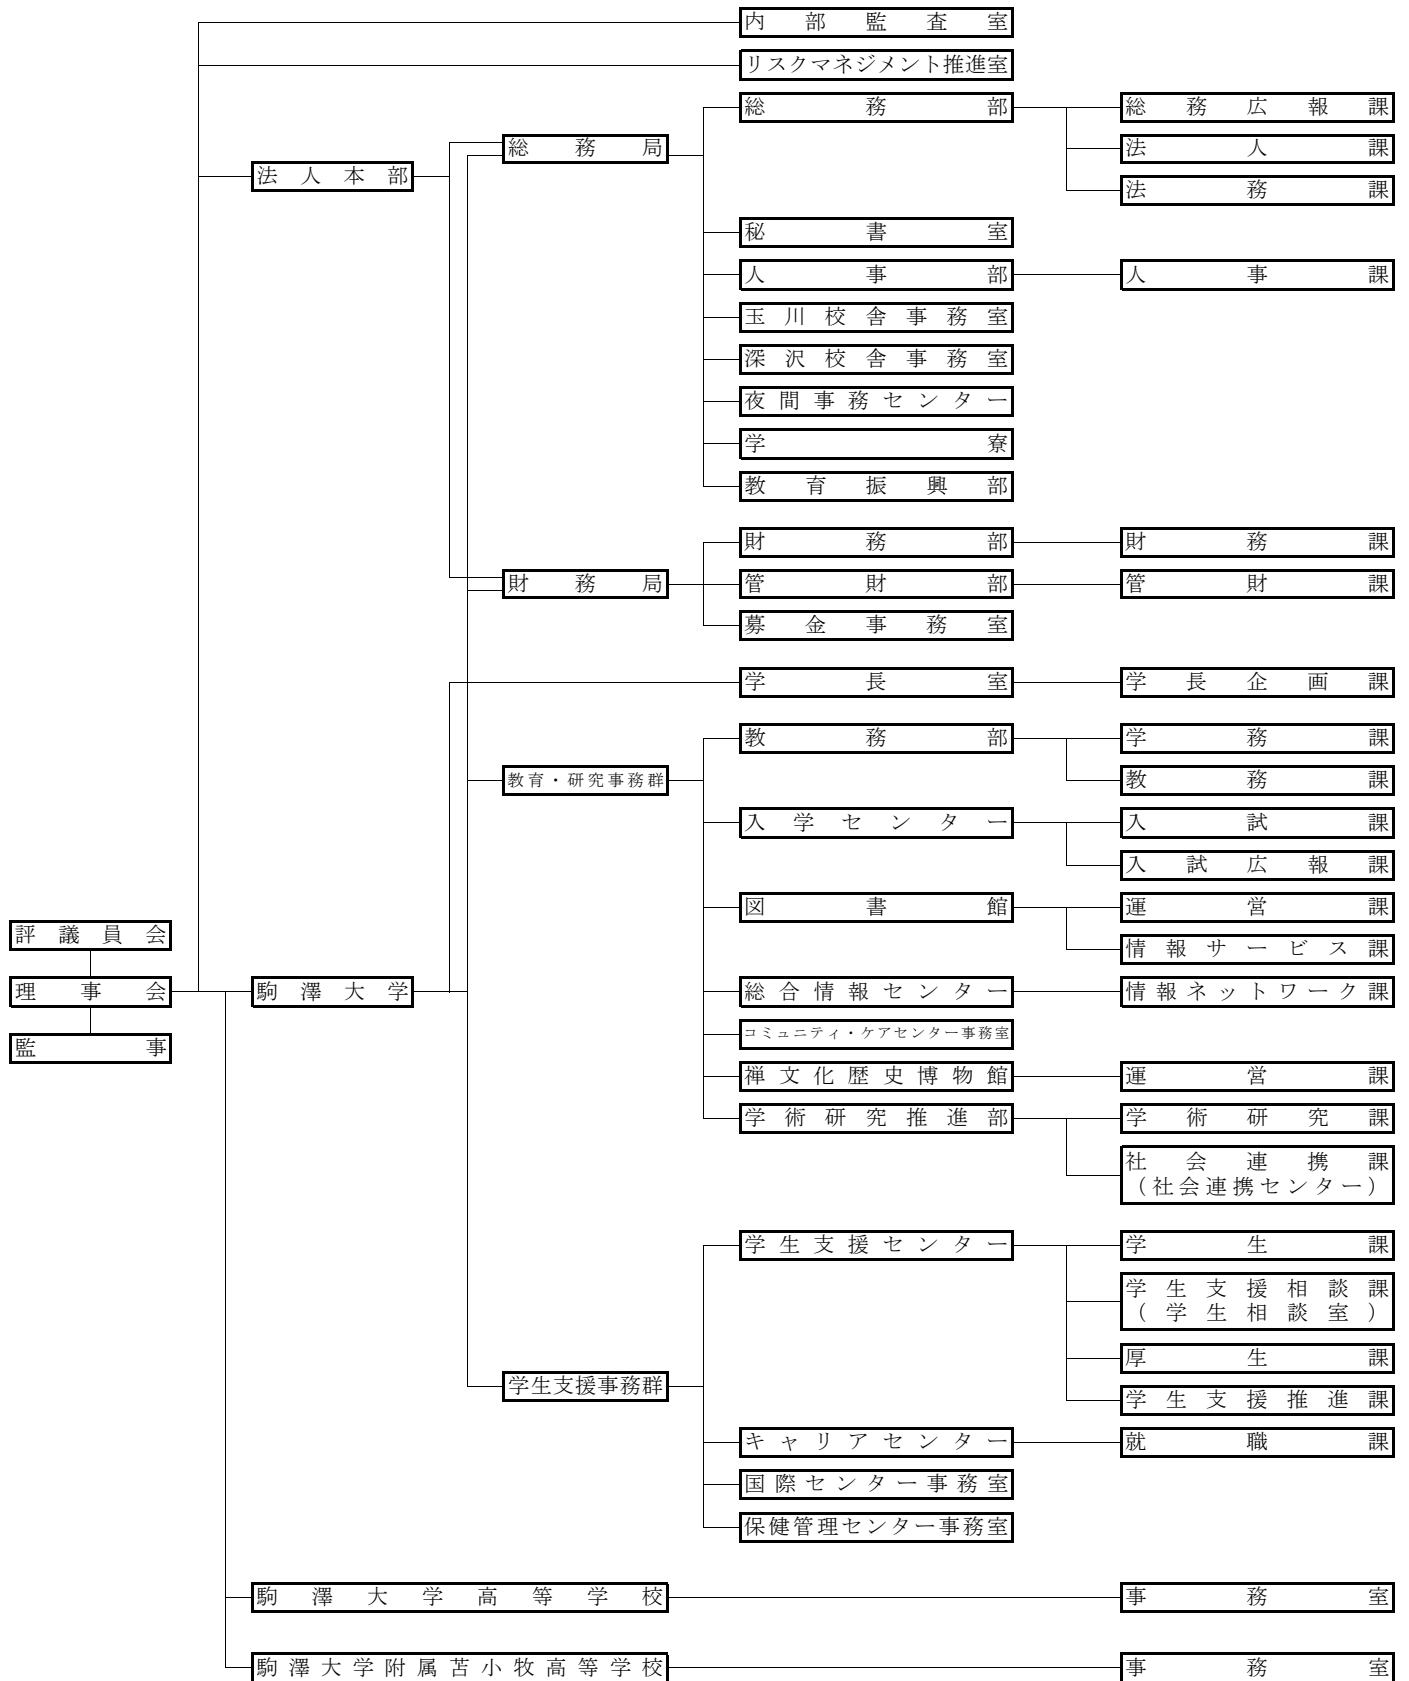 内部監査室
リスクマネジメント推進室
総務部
総務広報課
総務局
法人課
法人本部
法務課
秘書室
人事部
人事課
玉川校舎事務室
深沢校舎事務室
夜間事務センター
学寮
教育振興部
財務部
財務課
財務局
管財部
管財課
募金事務室
学長室
学長企画課
教務部
学務課
教育・研究事務群
教務課
入学センター
入試課
入試広報課
図書館
運営課
評議員会
情報サービス課
理事会
駒澤大学
総合情報センター
情報ネットワーク課
コミュニティ・ケアセンター事務室
監事
禅文化歴史博物館
運営課
学術研究推進部
学術研究課
社会連携課
（社会連携センター）
学生支援センター
学生課
学生支援相談課
（学生相談室）
厚生課
学生支援事務群
学生支援推進課
キャリアセンター
就職課
国際センター事務室
保健管理センター事務室
駒澤大学高等学校
事務室
駒澤大学附属苫小牧高等学校
事務室